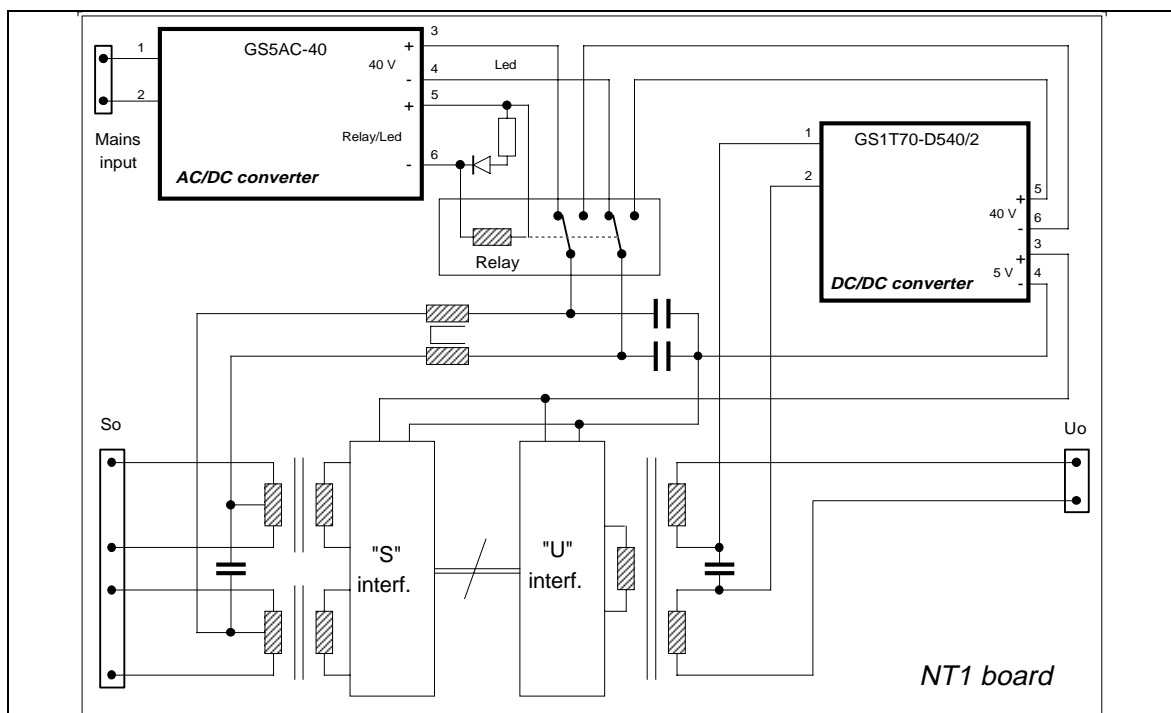 GS5AC-40
1
2
40 V
Relay/Led
+
-
+
-
3
4
5
6
AC/DC converter
Mains
input
Led
Relay
GS1T70-D540/2
1
2
40 V
5 V
+
-
+
-
5
6
3
4
DC/DC converter
So
Uo
"S"
interf.
"U"
interf.
NT1 board